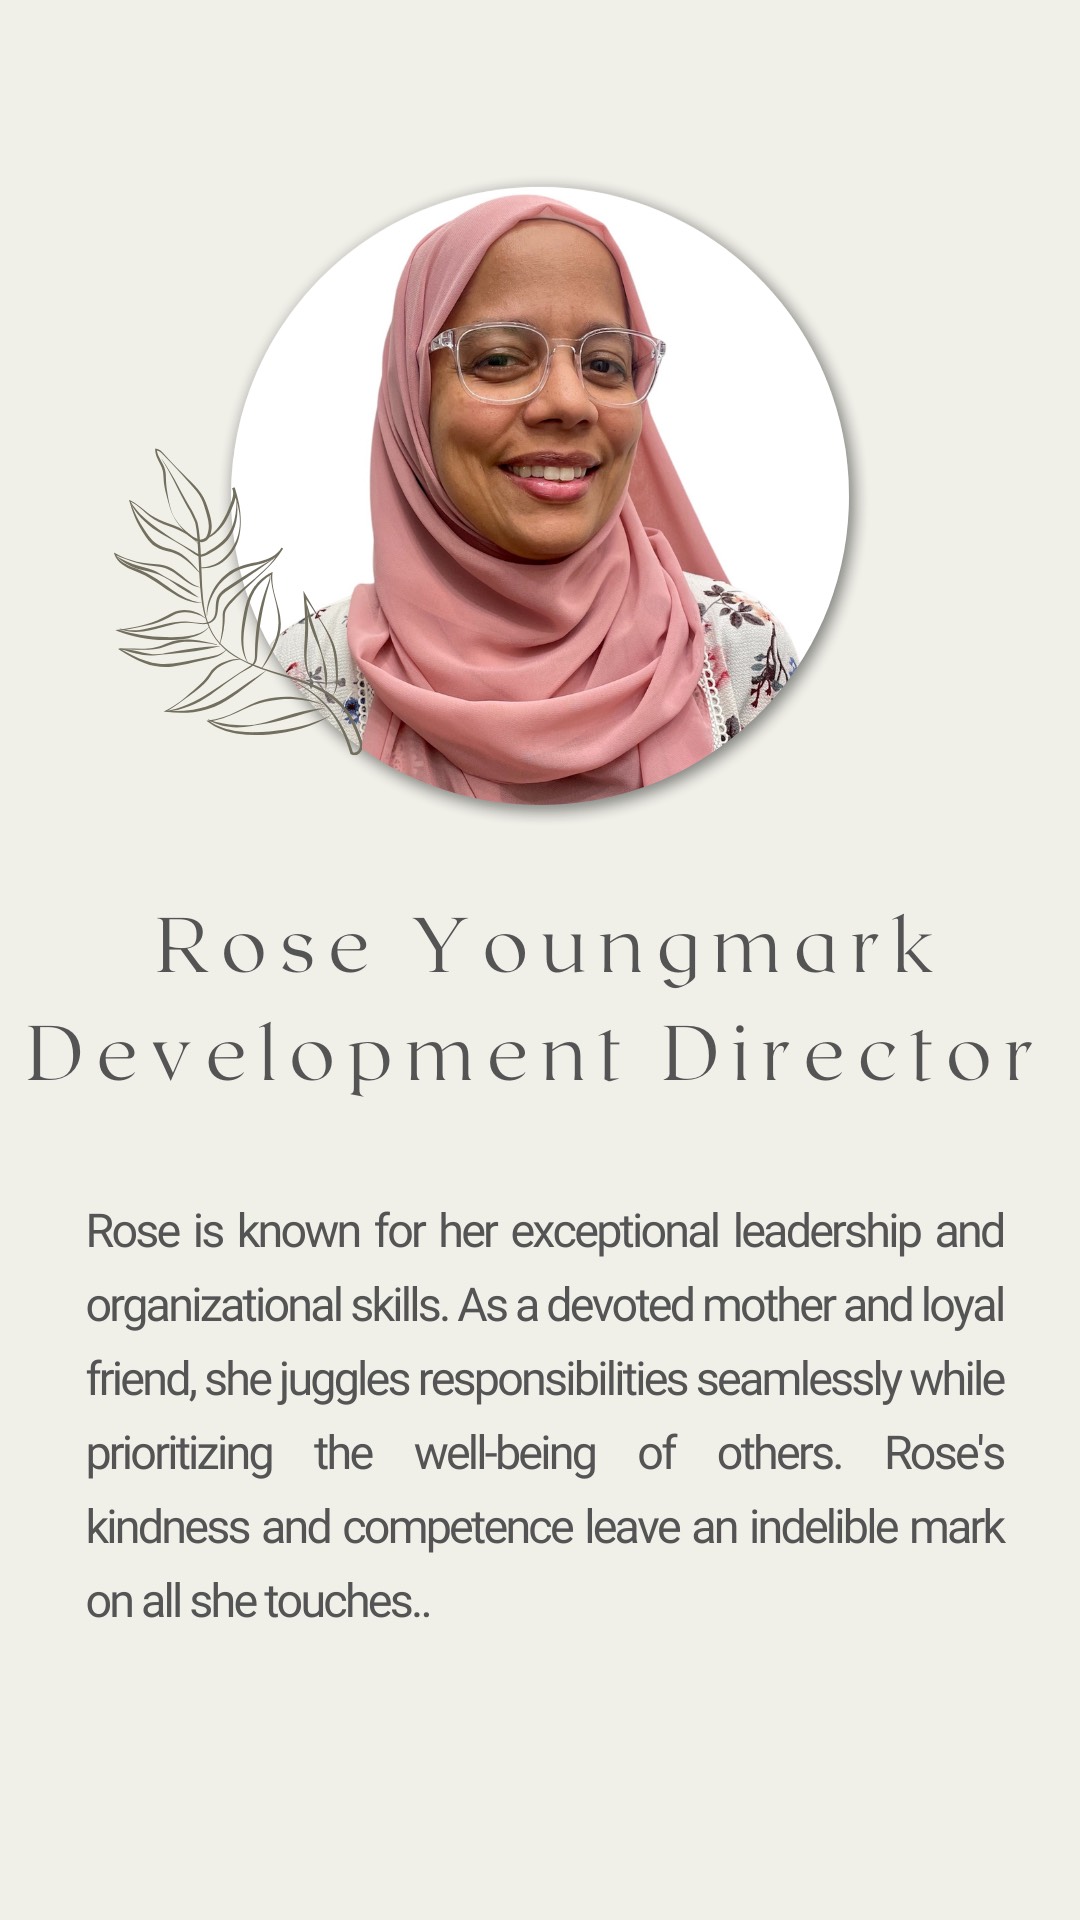 Rose Youngmark
Development Director
Rose is known for her exceptional leadership and
organizational skills. As a devoted mother and loyal
friend, she juggles responsibilities seamlessly while
prioritizing the well-being of others. Rose's
kindness and competence leave an indelible mark
on all she touches..